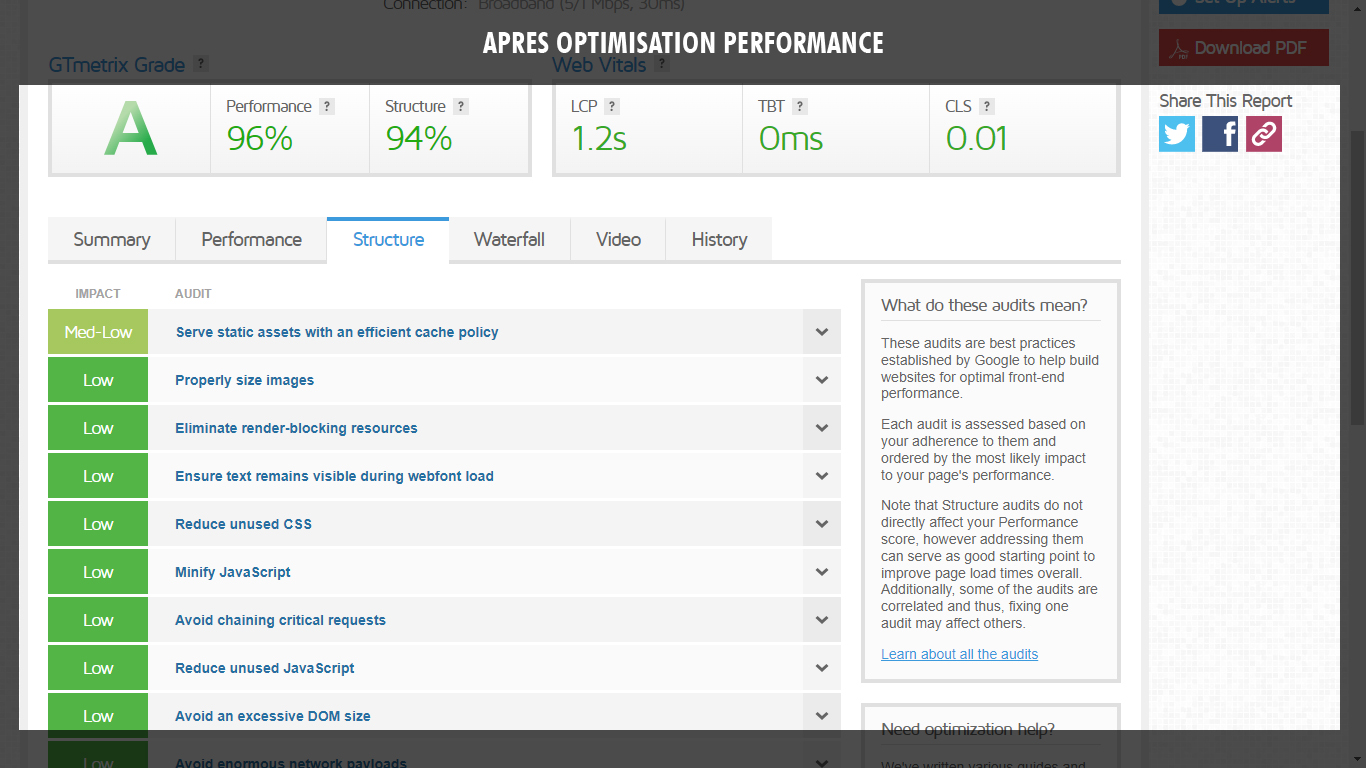 Connection: Broadband (5/1 Mbps, 30ms)
Set Up Alerts
APRES OPTIMISATION PERFORMANCE
Download PDF
GTmetrix Grade ?
Web Vitals ?
A
Performance ?
96%
Structure ?
94%
LCP ?
1.2s
TBT ?
0ms
CLS ?
0.01
Share This Report
Summary
Performance
Structure
Waterfall
Video
History
IMPACT AUDIT
Med-Low Serve static assets with an efficient cache policy
Low Properly size images
Low Eliminate render-blocking resources
Low Ensure text remains visible during webfont load
Low Reduce unused CSS
Low Minify JavaScript
Low Avoid chaining critical requests
Low Reduce unused JavaScript
Low Avoid an excessive DOM size
Low Avoid enormous network payloads
What do these audits mean?
These audits are best practices
established by Google to help build
websites for optimal front-end
performance.
Each audit is assessed based on
your adherence to them and
ordered by the most likely impact
to your page's performance.
Note that Structure audits do not
directly affect your Performance
score, however addressing them
can serve as good starting point to
improve page load times overall.
Additionally, some of the audits are
correlated and thus, fixing one
audit may affect others.
Learn about all the audits
Need optimization help?
We've written various guides and